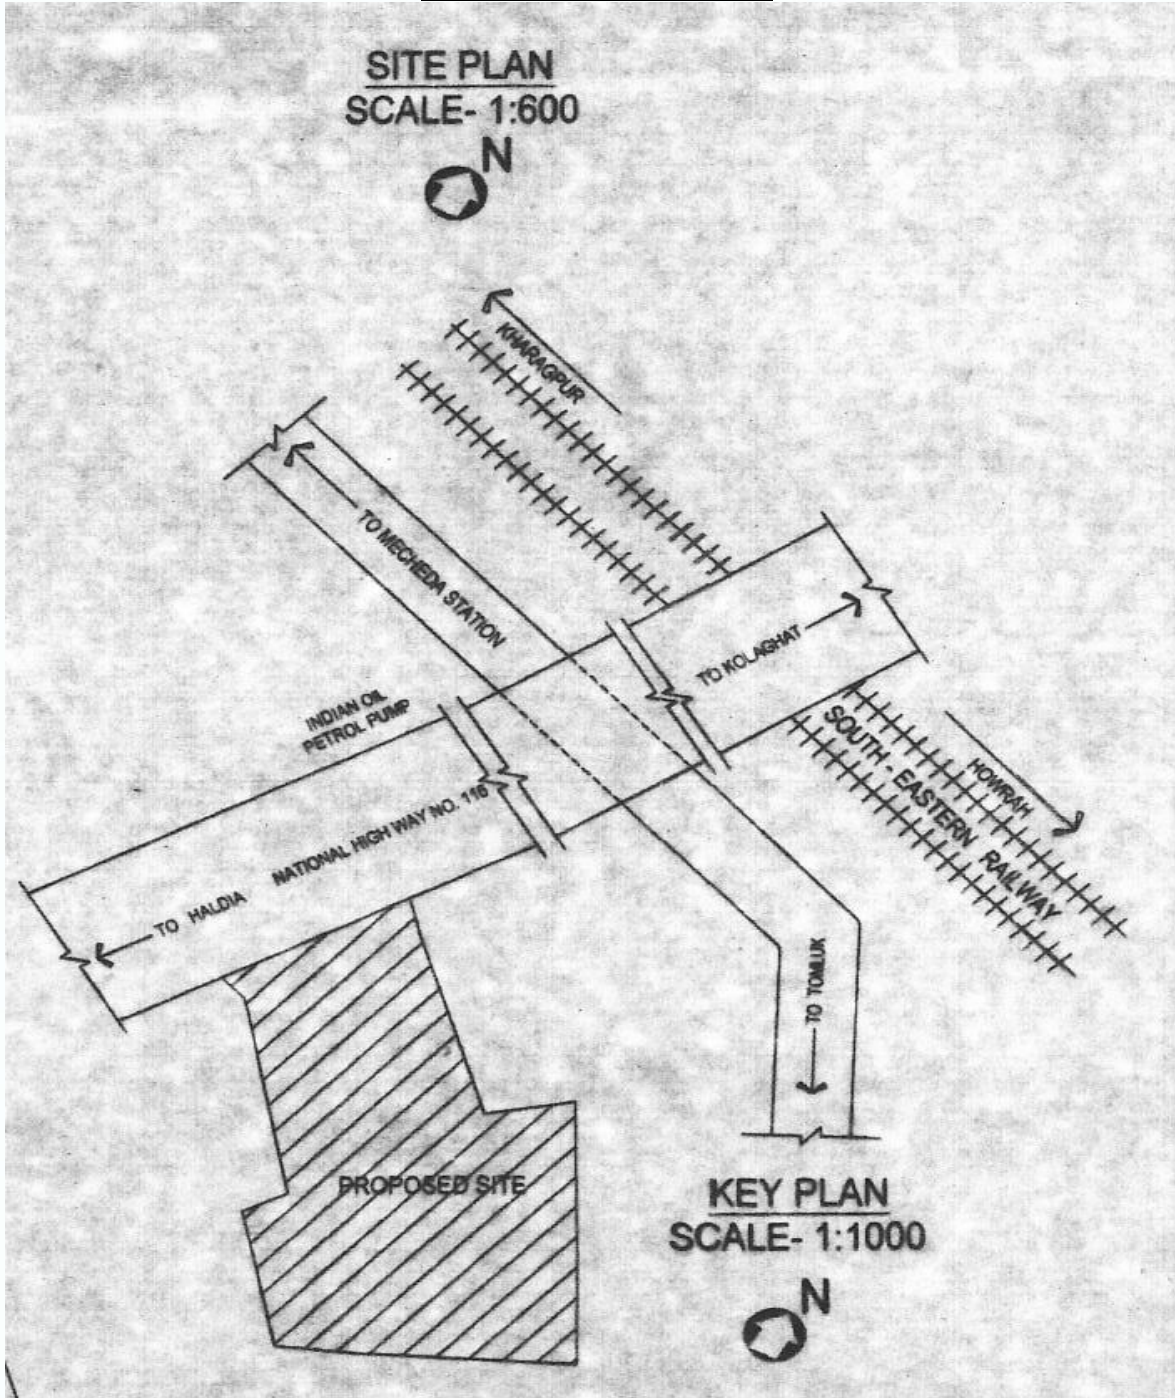 SITE PLAN
SCALE- 1:600
N
KHARAGPUR
TO MECHEDA STATION
TO KOLAGHAT
INDIAN OIL
PETROL PUMP
SOUTH - EASTERN RAILWAY
HOWRAH
NATIONAL HIGH WAY NO. 116
TO HALDIA
TO TOMLUK
PROPOSED SITE
KEY PLAN
SCALE- 1:1000
N